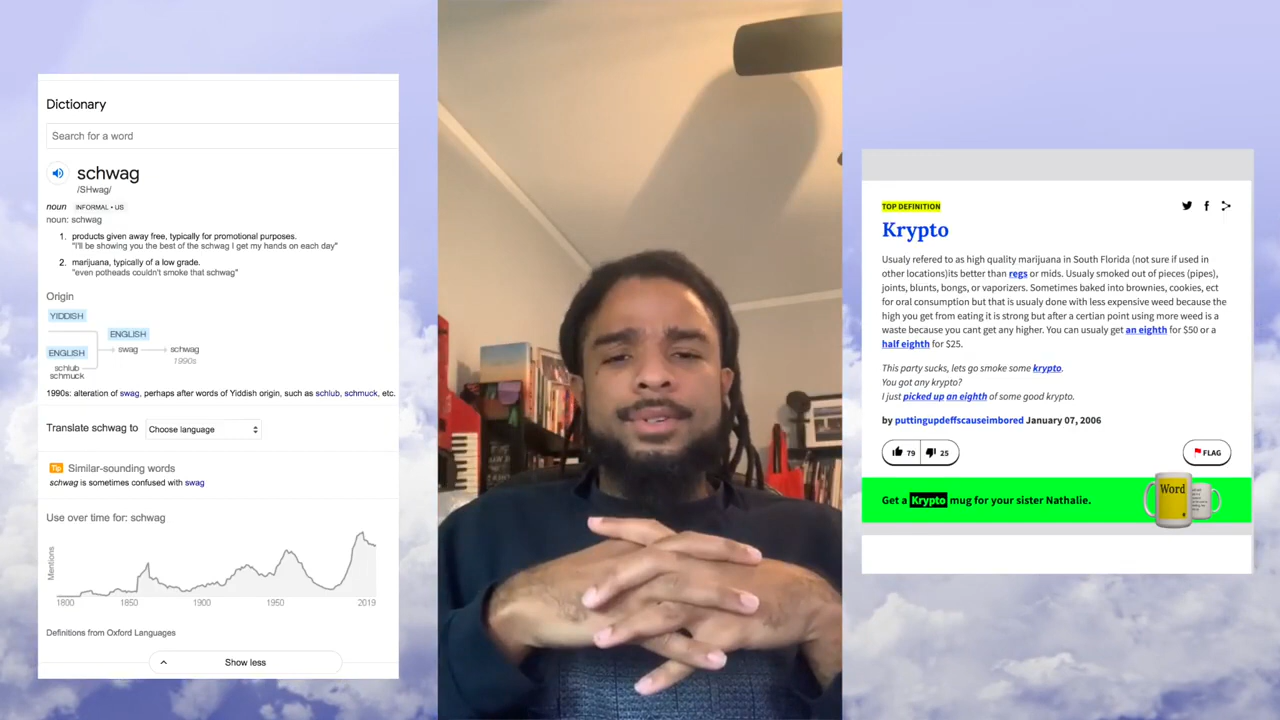 Dictionary
Search for a word
schwag
/SHwag/
noun INFORMAL • US
noun: schwag
1. products given away free, typically for promotional purposes.
"I'll be showing you the best of the schwag I get my hands on each day"
2. marijuana, typically of a low grade.
"even potheads couldn't smoke that schwag"
Origin
YIDDISH
ENGLISH
ENGLISH
swag
schwag
schlub
schmuck
1990s
1990s: alteration of swag, perhaps after words of Yiddish origin, such as schlub, schmuck, etc.
Translate schwag to Choose language
Tip Similar-sounding words
schwag is sometimes confused with swag
Use over time for: schwag
Mentions
1800 1850 1900 1950 2019
Definitions from Oxford Languages
Show less
TOP DEFINITION
Krypto
Usualy refered to as high quality marijuana in South Florida (not sure if used in
other locations)its better than regs or mids. Usualy smoked out of pieces (pipes),
joints, blunts, bongs, or vaporizers. Sometimes baked into brownies, cookies, ect
for oral consumption but that is usualy done with less expensive weed because the
high you get from eating it is strong but after a certian point using more weed is a
waste because you cant get any higher. You can usualy get an eighth for $50 or a
half eighth for $25.
This party sucks, lets go smoke some krypto.
You got any krypto?
I just picked up an eighth of some good krypto.
by puttingupdeffscauseimbored January 07, 2006
79 25
FLAG
Get a Krypto mug for your sister Nathalie.
Word